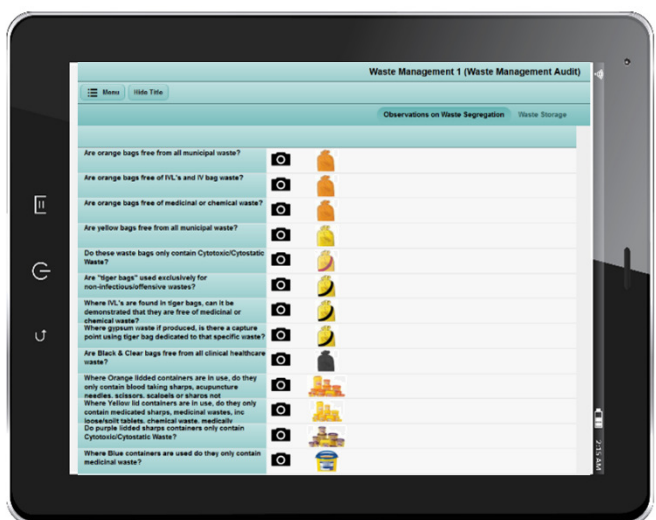 Waste Management 1 (Waste Management Audit)
Menu
Hide Title
Observations on Waste Segregation
Waste Storage
Are orange bags free from all municipal waste?
Are orange bags free of IVL's and IV bag waste?
Are orange bags free of medicinal or chemical waste?
Are yellow bags free from all municipal waste?
Do these waste bags only contain Cytotoxic/Cytostatic
Waste?
Are "tiger bags" used exclusively for
non-infectious/offensive wastes?
Where IVL's are found in tiger bags, can it be
demonstrated that they are free of medicinal or
chemical waste?
Where gypsum waste if produced, is there a capture
point using tiger bag dedicated to that specific waste?
Are Black & Clear bags free from all clinical healthcare
waste?
Where Orange lidded containers are in use, do they
only contain blood taking sharps, acupuncture
needles, scissors, scalpels or sharps not
Where Yellow lid containers are in use, do they only
contain medicated sharps, medicinal wastes, inc
loose/spilt tablets, chemical waste, medically
Do purple lidded sharps containers only contain
Cytotoxic/Cytostatic Waste?
Where Blue containers are used do they only contain
medicinal waste?
2:15 AM